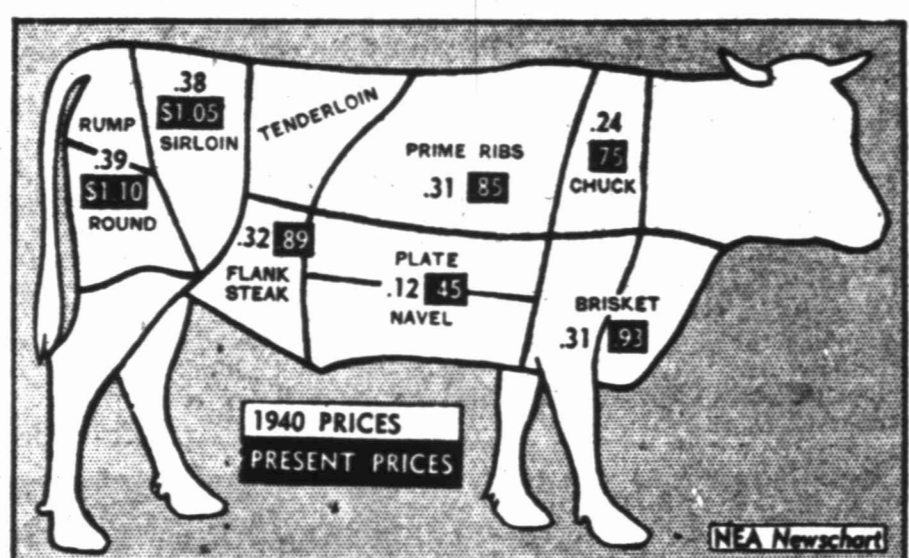 RUMP
.39
$1.10
ROUND
.38
$1.05
SIRLOIN
TENDERLOIN
PRIME RIBS
.31 85
.24
75
CHUCK
.32 89
FLANK
STEAK
PLATE
.12 45
NAVEL
BRISKET
.31 .93
1940 PRICES
PRESENT PRICES
NEA Newschart